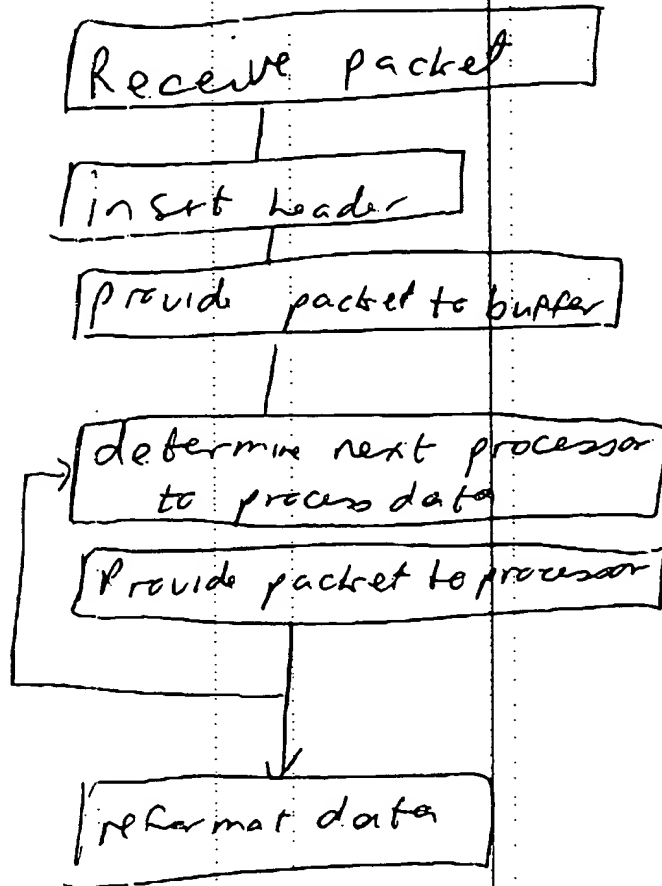 Receive packet
insert header
Provide packet to buffer
determine next processor
to process data
Provide packet to processor
reformat data